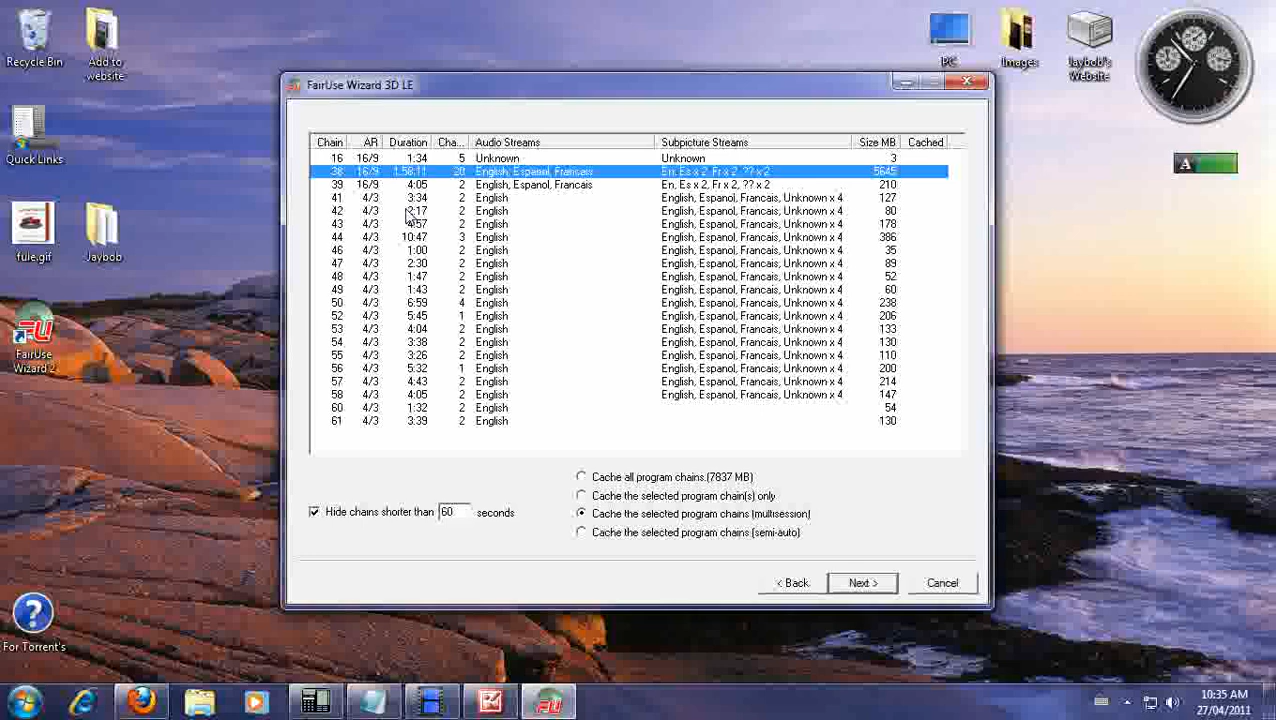 Recycle Bin
Add to
website
PC
Images
Jaybob's
Website
Quick Links
fule.gif
Jaybob
FairUse
Wizard 2
For Torrent's
FairUse Wizard 3D LE
Chain AR Duration Cha... Audio Streams Subpicture Streams Size MB Cached
16 16/9 1:34 5 Unknown Unknown 3
38 16/9 1:58:11 20 English, Espanol, Francais En, Es x 2, Fr x 2, ?? x 2 5645
39 16/9 4:05 2 English, Espanol, Francais En, Es x 2, Fr x 2, ?? x 2 210
41 4/3 3:34 2 English English, Espanol, Francais, Unknown x 4 127
42 4/3 2:17 2 English English, Espanol, Francais, Unknown x 4 80
43 4/3 2 English English, Espanol, Francais, Unknown x 4 178
44 4/3 10:47 3 English English, Espanol, Francais, Unknown x 4 386
46 4/3 1:00 2 English English, Espanol, Francais, Unknown x 4 35
47 4/3 2:30 2 English English, Espanol, Francais, Unknown x 4 89
48 4/3 1:47 2 English English, Espanol, Francais, Unknown x 4 52
49 4/3 1:43 2 English English, Espanol, Francais, Unknown x 4 60
50 4/3 6:59 4 English English, Espanol, Francais, Unknown x 4 238
52 4/3 5:45 1 English English, Espanol, Francais, Unknown x 4 206
53 4/3 4:04 2 English English, Espanol, Francais, Unknown x 4 133
54 4/3 3:38 2 English English, Espanol, Francais, Unknown x 4 130
55 4/3 3:26 2 English English, Espanol, Francais, Unknown x 4 110
56 4/3 5:32 1 English English, Espanol, Francais, Unknown x 4 200
57 4/3 4:43 2 English English, Espanol, Francais, Unknown x 4 214
58 4/3 4:05 2 English English, Espanol, Francais, Unknown x 4 147
60 4/3 1:32 2 English 54
61 4/3 3:39 2 English 130
Cache all program chains.(7837 MB)
Cache the selected program chain(s) only
Hide chains shorter than 60 seconds
Cache the selected program chains (multisession)
Cache the selected program chains (semi-auto)
< Back Next > Cancel
A
10:35 AM
27/04/2011